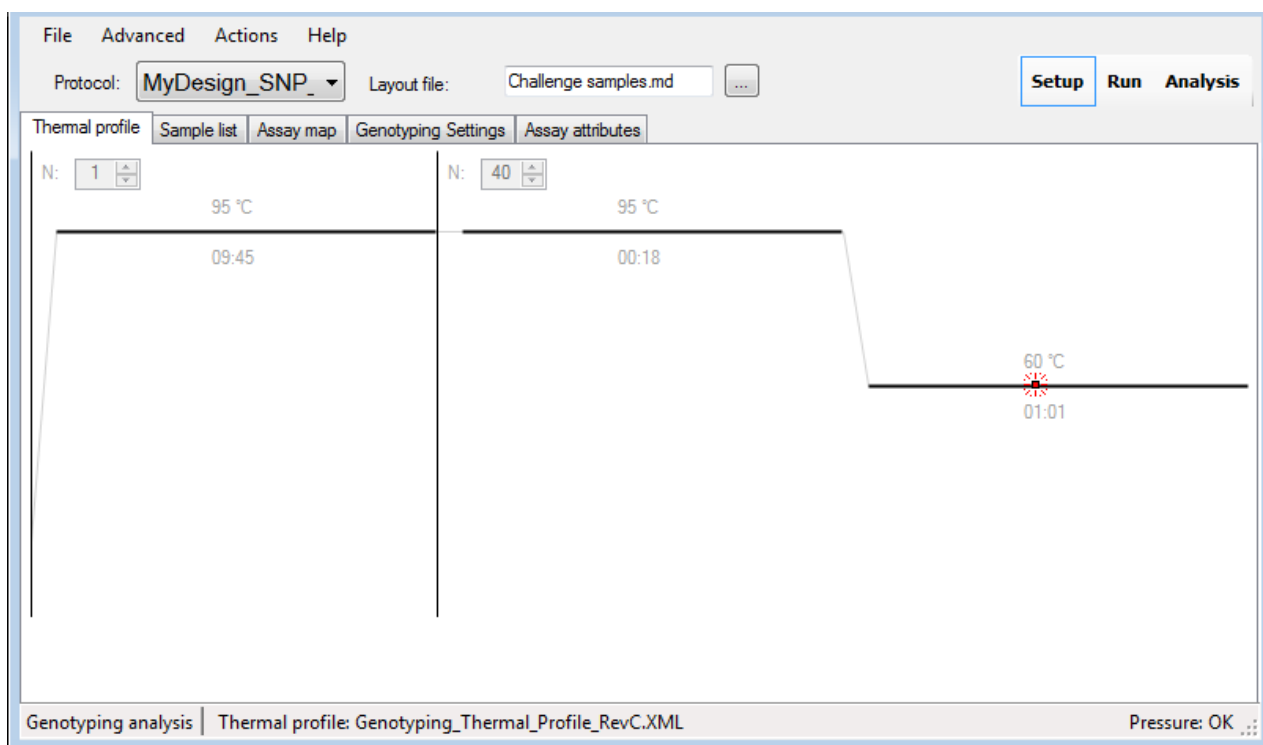 File Advanced Actions Help
Protocol: MyDesign_SNP_ Layout file: Challenge samples.md ... Setup Run Analysis
Thermal profile Sample list Assay map Genotyping Settings Assay attributes
N: 1 N: 40
95 °C 95 °C
09:45 00:18
60 °C
01:01
Genotyping analysis Thermal profile: Genotyping_Thermal_Profile_RevC.XML Pressure: OK